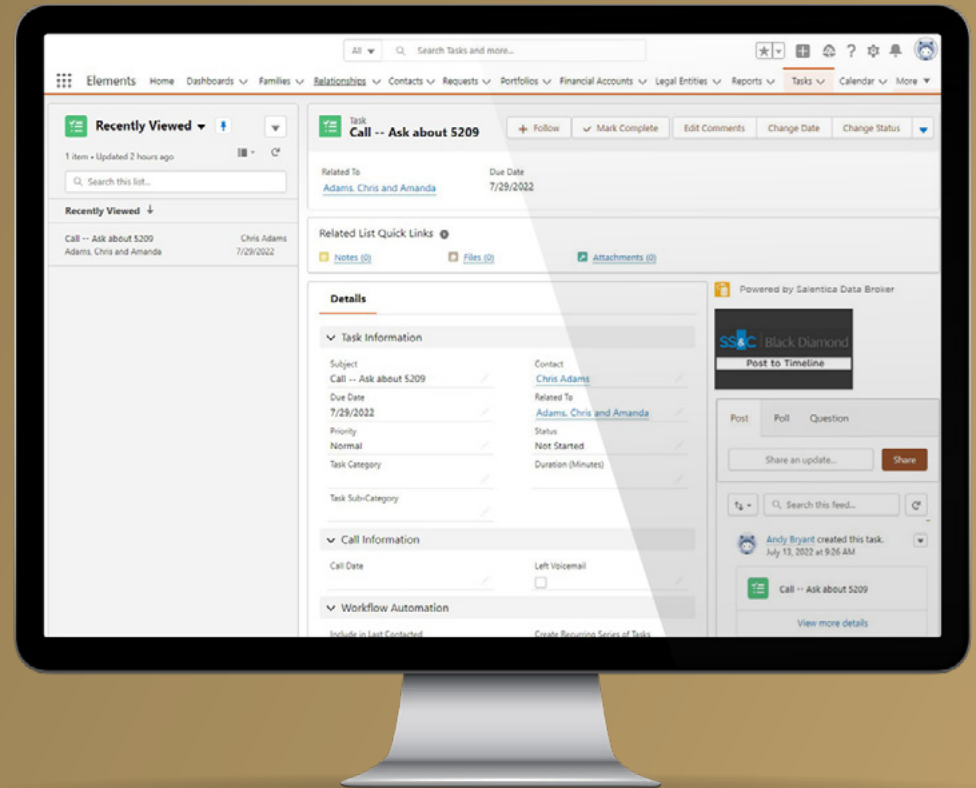 All
Search Tasks and more...
Elements Home Dashboards Families Relationships Contacts Requests Portfolios Financial Accounts Legal Entities Reports Tasks Calendar More
Recently Viewed
1 item • Updated 2 hours ago
Search this list...
Recently Viewed
Call -- Ask about 5209 Chris Adams
Adams, Chris and Amanda 7/29/2022
Task
Call -- Ask about 5209
+ Follow Mark Complete Edit Comments Change Date Change Status
Related To Due Date
Adams, Chris and Amanda 7/29/2022
Related List Quick Links
Notes (0) Files (0) Attachments (0)
Details
Task Information
Subject Contact
Call -- Ask about 5209 Chris Adams
Due Date Related To
7/29/2022 Adams, Chris and Amanda
Priority Status
Normal Not Started
Task Category Duration (Minutes)
Task Sub-Category
Call Information
Call Date Left Voicemail
Workflow Automation
Include in Last Contacted Create Recurring Series of Tasks
Powered by Salentica Data Broker
SS&C Black Diamond
Post to Timeline
Post Poll Question
Share an update... Share
Search this feed...
Andy Bryant created this task.
July 13, 2022 at 9:26 AM
Call -- Ask about 5209
View more details